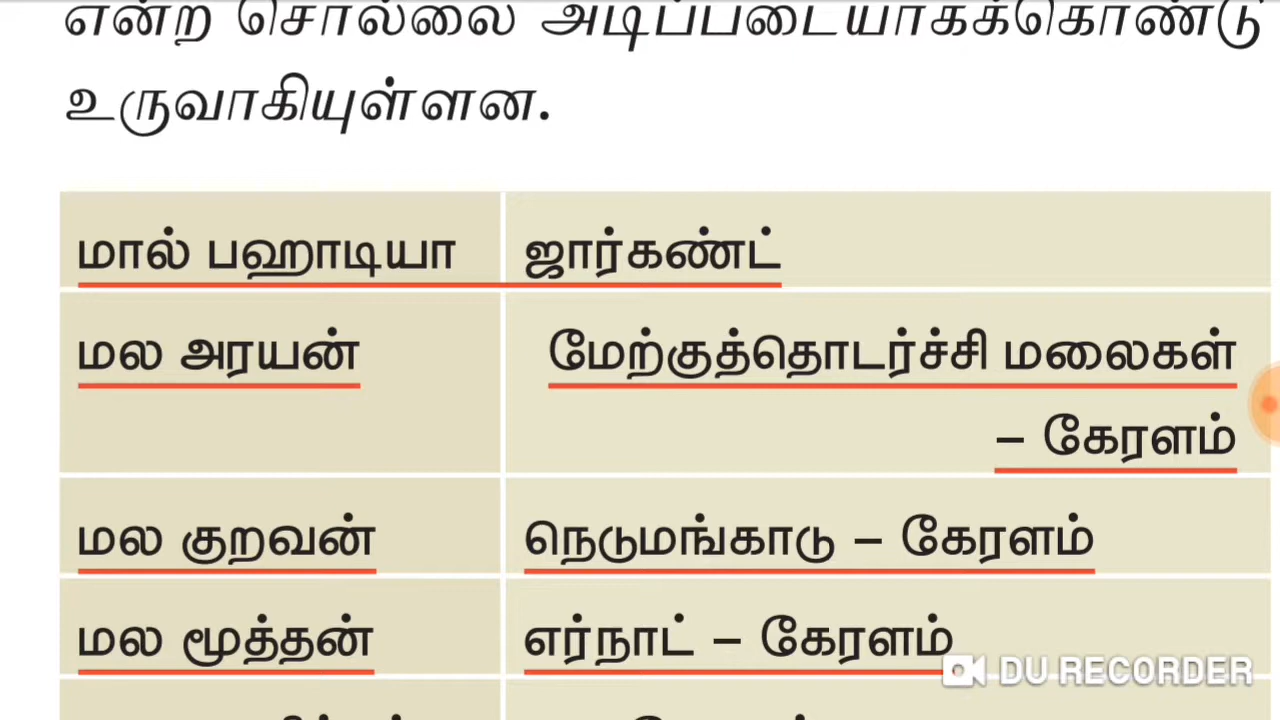 என்ற சொல்லை அடிப்படையாகக்கொண்டு
உருவாகியுள்ளன.
மால் பஹாடியா ஜார்கண்ட்
மல அரயன் மேற்குத்தொடர்ச்சி மலைகள்
– கேரளம்
மல குறவன் நெடுமங்காடு – கேரளம்
மல மூத்தன் எர்நாட் – கேரளம்
DU RECORDER